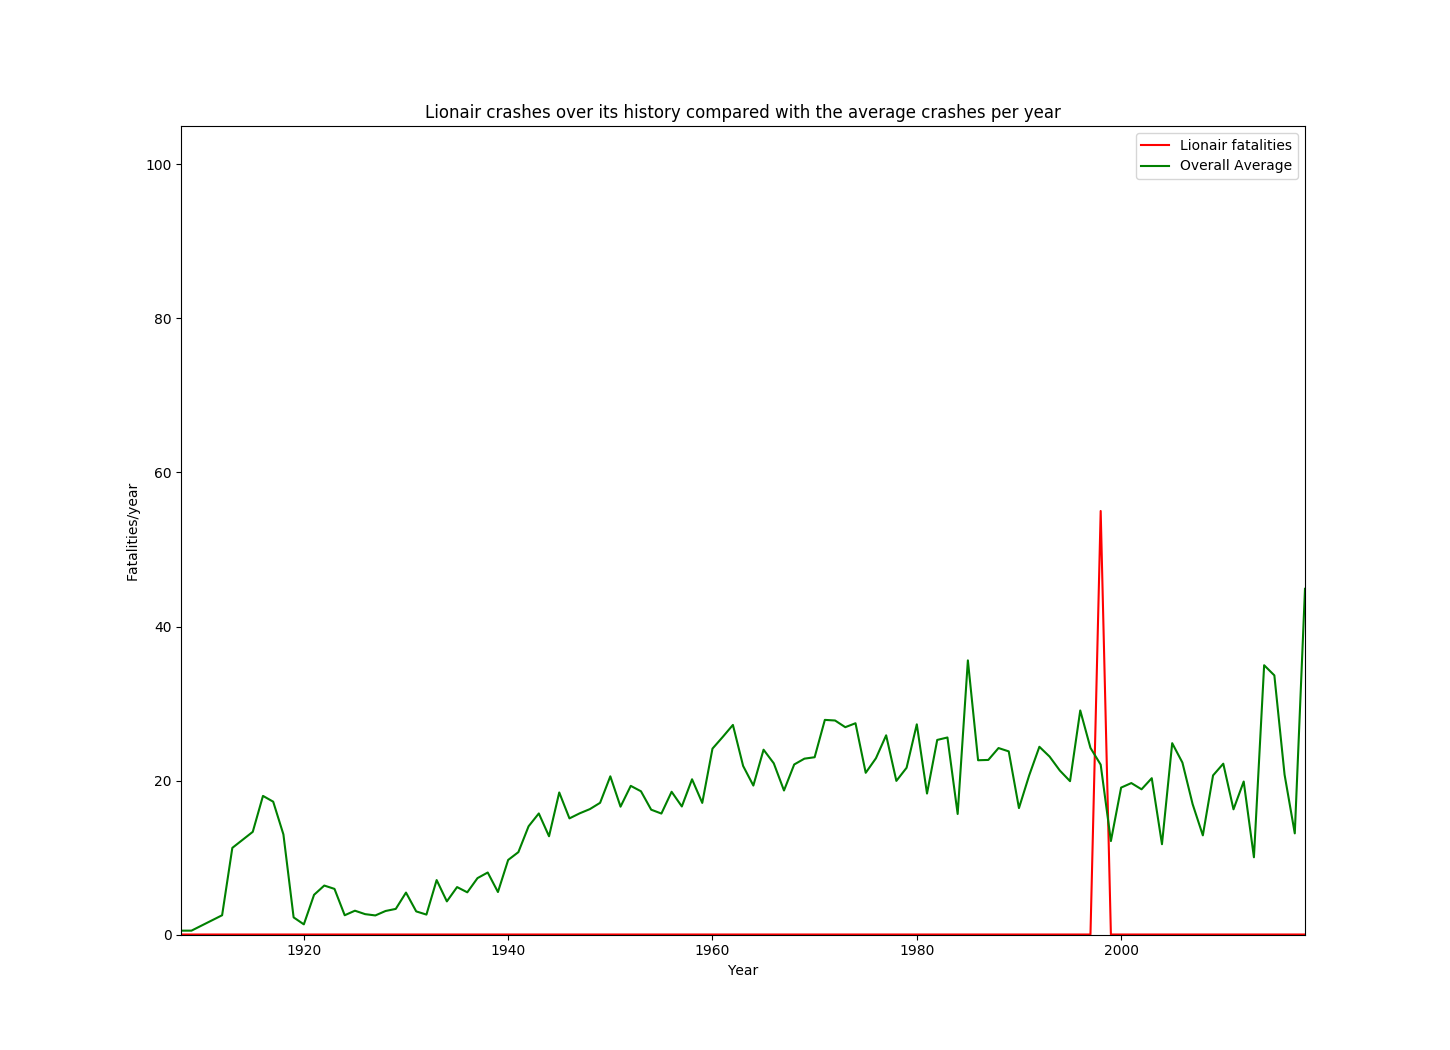 Lionair crashes over its history compared with the average crashes per year
Lionair fatalities
Overall Average
100
80
60
40
20
0
Fatalities/year
1920 1940 1960 1980 2000
Year